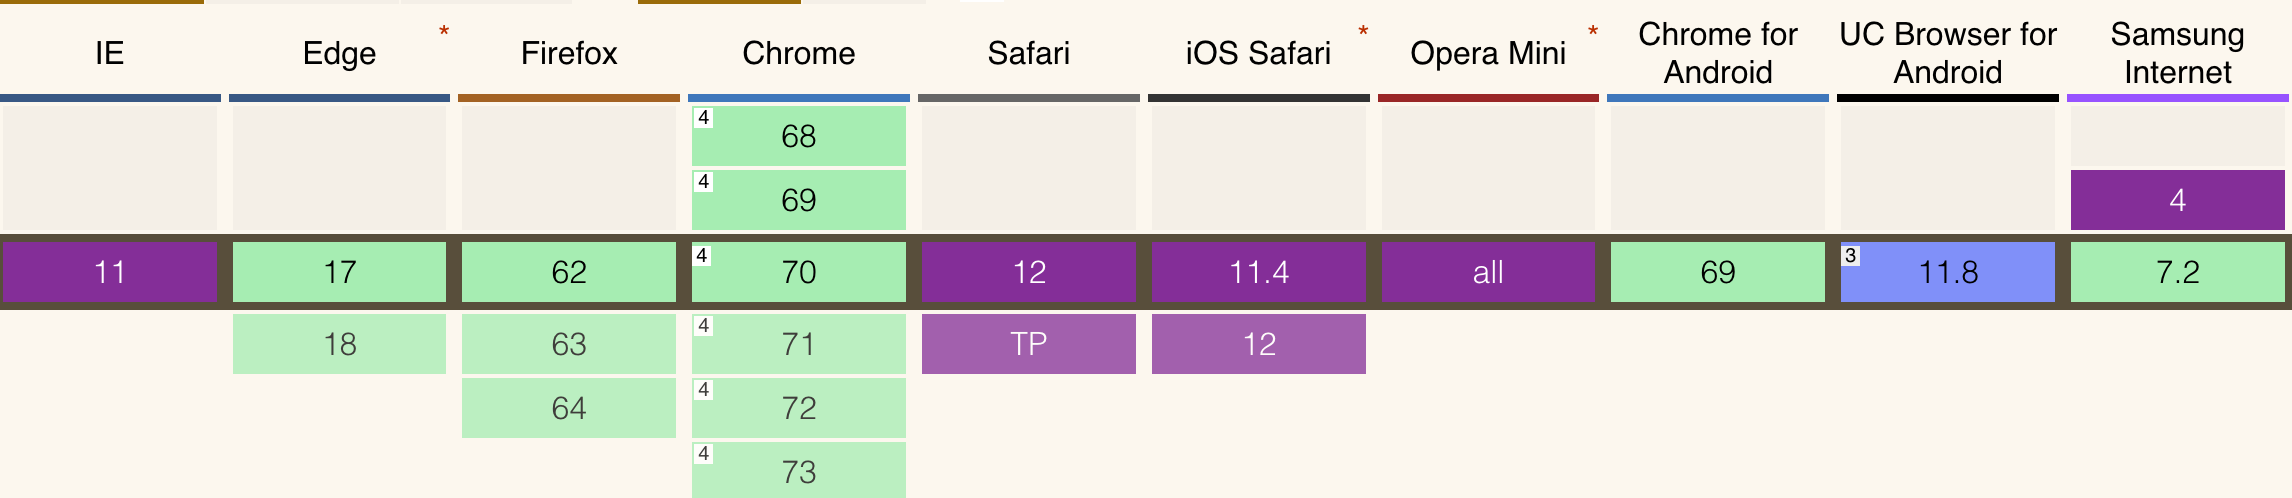 IE Edge * Firefox Chrome Safari iOS Safari * Opera Mini * Chrome for Android UC Browser for Android Samsung Internet
4 68
4 69 4
11 17 62 4 70 12 11.4 all 69 3 11.8 7.2
18 63 4 71 TP 12
64 4 72
4 73